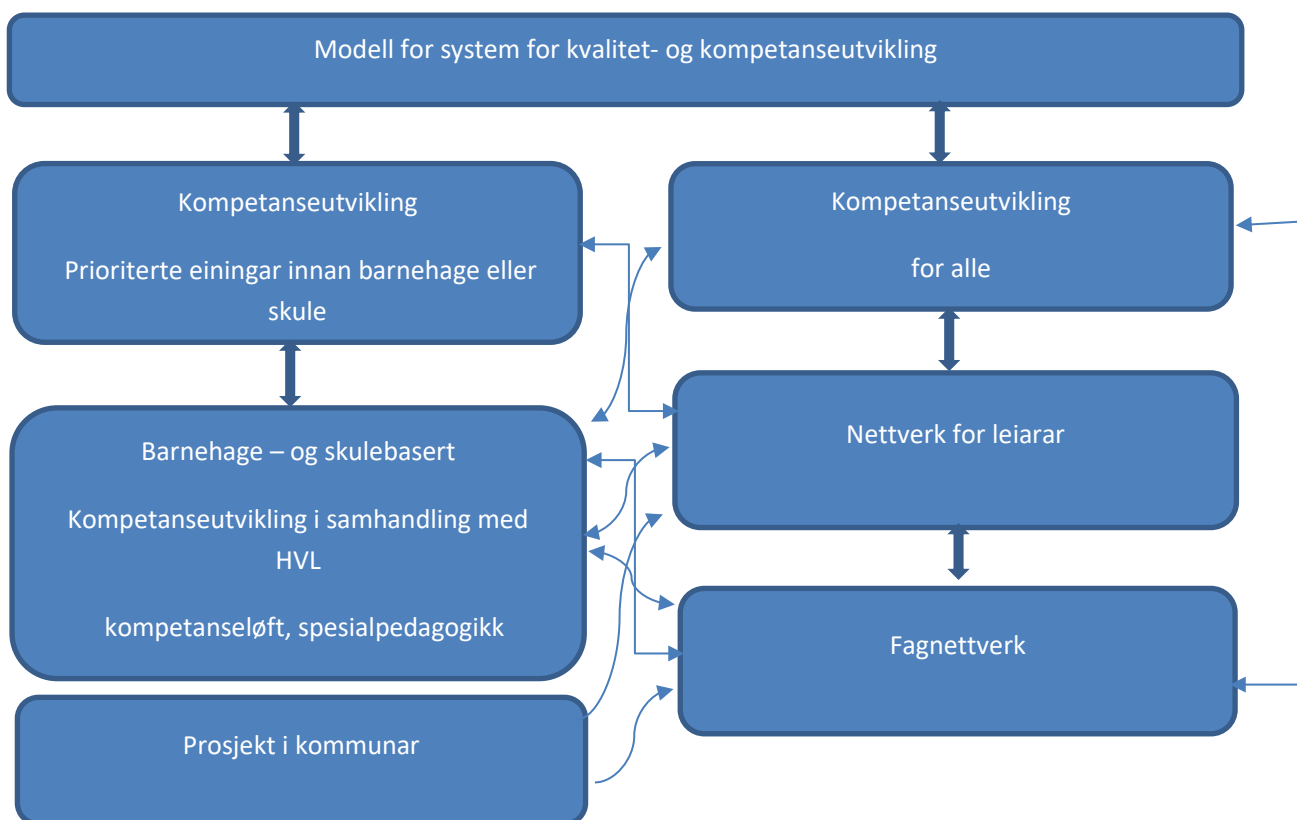 Modell for system for kvalitet- og kompetanseutvikling
Kompetanseutvikling
Prioriterte einingar innan barnehage eller
skule
Kompetanseutvikling
for alle
Barnehage – og skulebasert
Kompetanseutvikling i samhandling med
HVL
kompetanseløft, spesialpedagogikk
Nettverk for leiarar
Fagnettverk
Prosjekt i kommunar